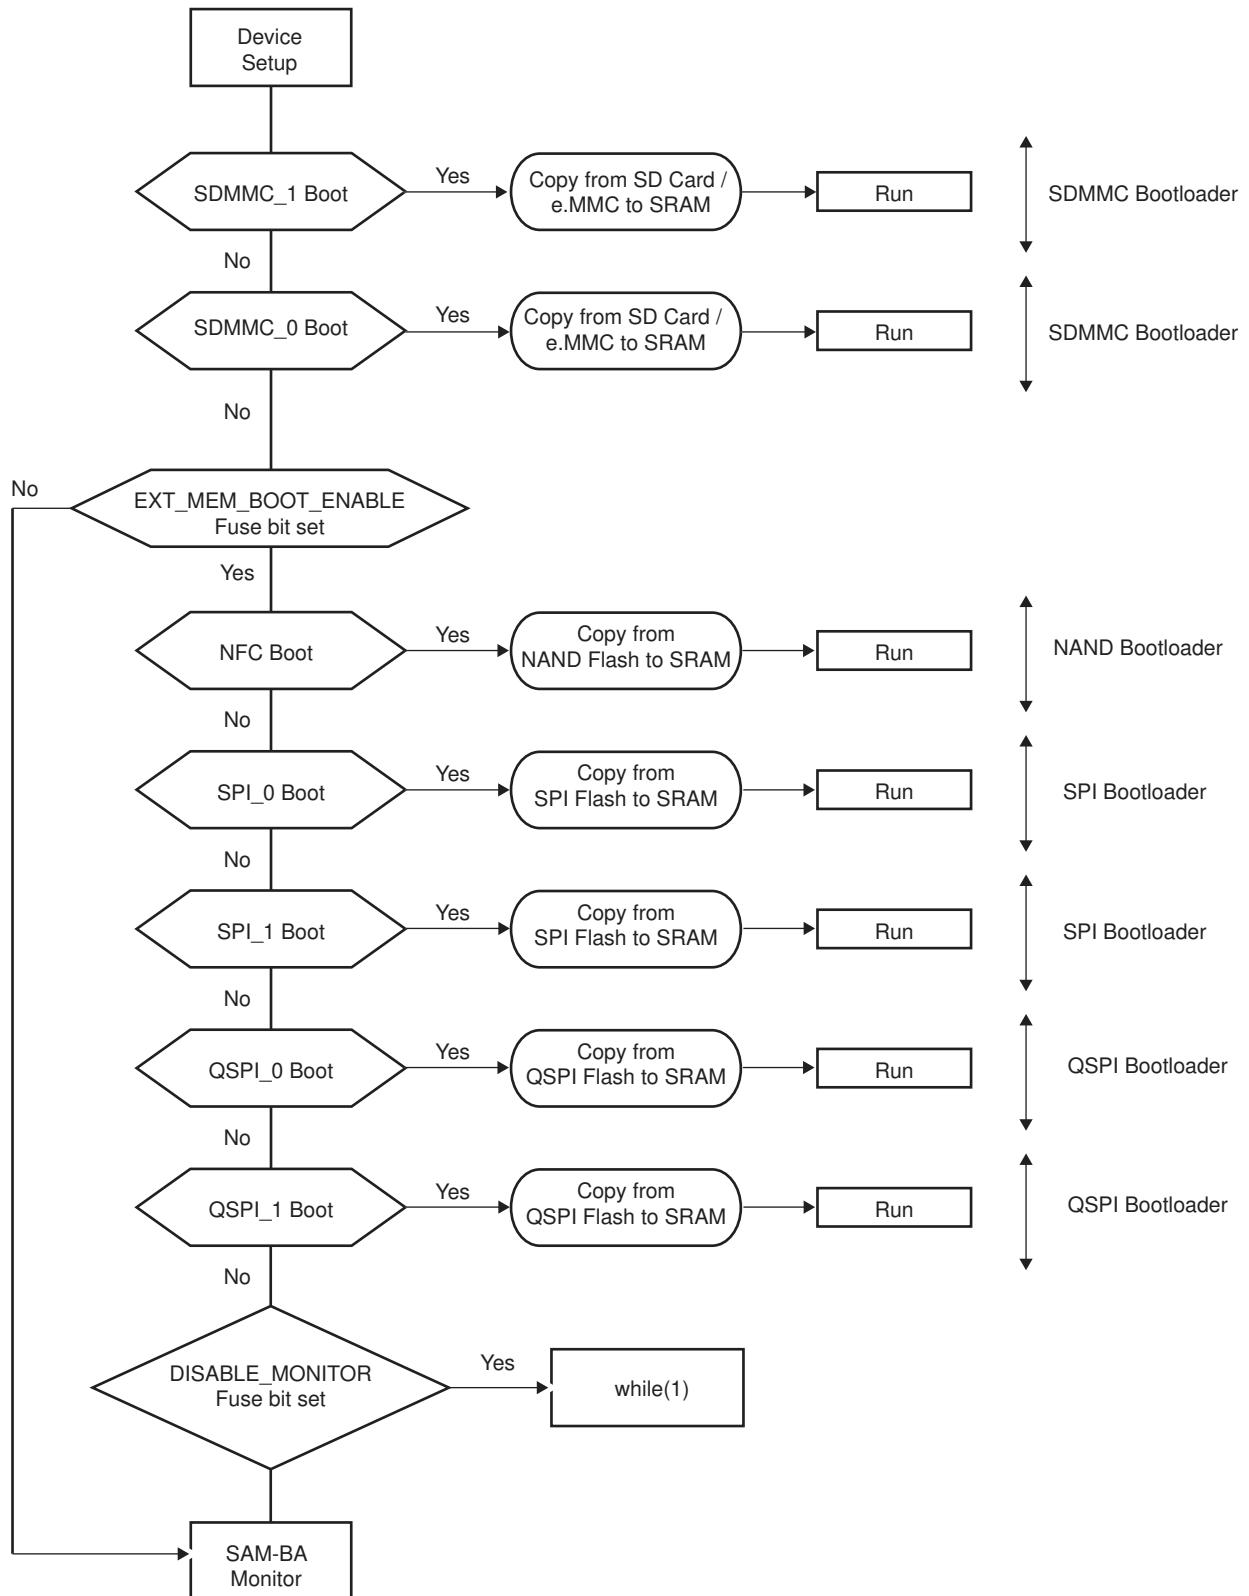 Device
Setup
SDMMC_1 Boot
Yes
Copy from SD Card /
e.MMC to SRAM
Run
SDMMC Bootloader
No
SDMMC_0 Boot
Yes
Copy from SD Card /
e.MMC to SRAM
Run
SDMMC Bootloader
No
No
EXT_MEM_BOOT_ENABLE
Fuse bit set
Yes
NFC Boot
Yes
Copy from
NAND Flash to SRAM
Run
NAND Bootloader
No
SPI_0 Boot
Yes
Copy from
SPI Flash to SRAM
Run
SPI Bootloader
No
SPI_1 Boot
Yes
Copy from
SPI Flash to SRAM
Run
SPI Bootloader
No
QSPI_0 Boot
Yes
Copy from
QSPI Flash to SRAM
Run
QSPI Bootloader
No
QSPI_1 Boot
Yes
Copy from
QSPI Flash to SRAM
Run
QSPI Bootloader
No
DISABLE_MONITOR
Fuse bit set
Yes
while(1)
SAM-BA
Monitor